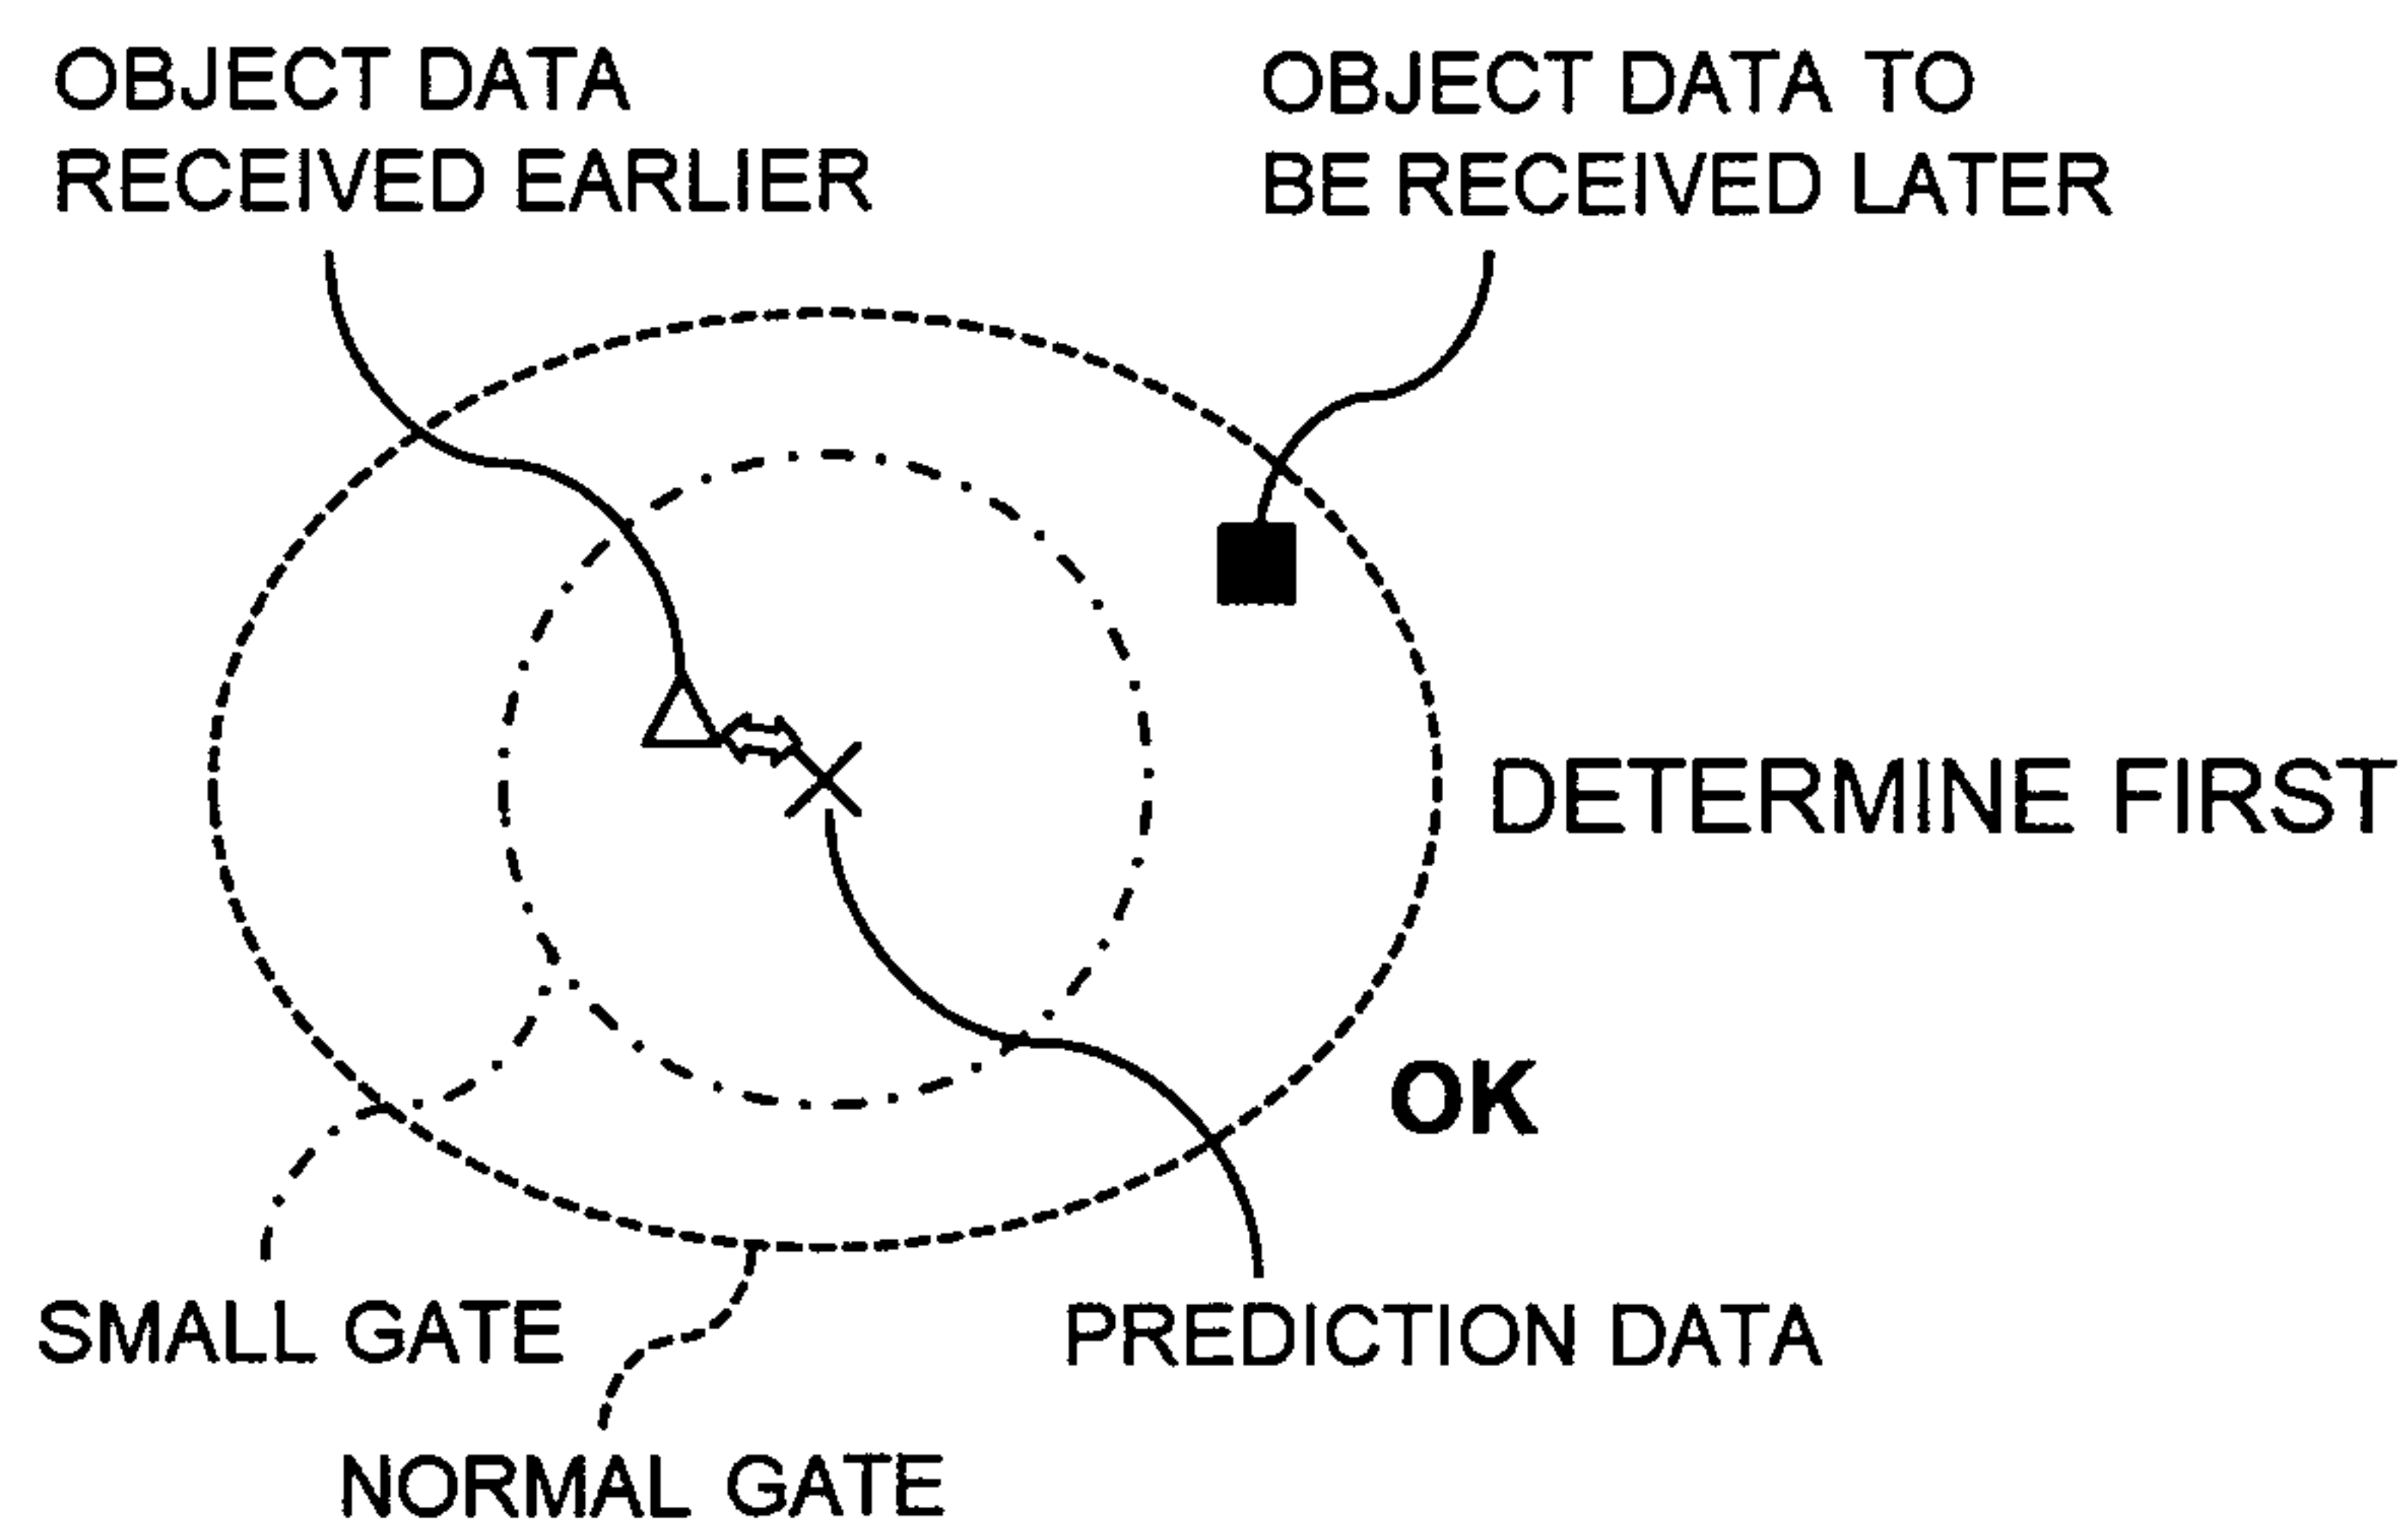 OBJECT DATA
RECEIVED EARLIER
OBJECT DATA TO
BE RECEIVED LATER
DETERMINE FIRST
OK
SMALL GATE
PREDICTION DATA
NORMAL GATE